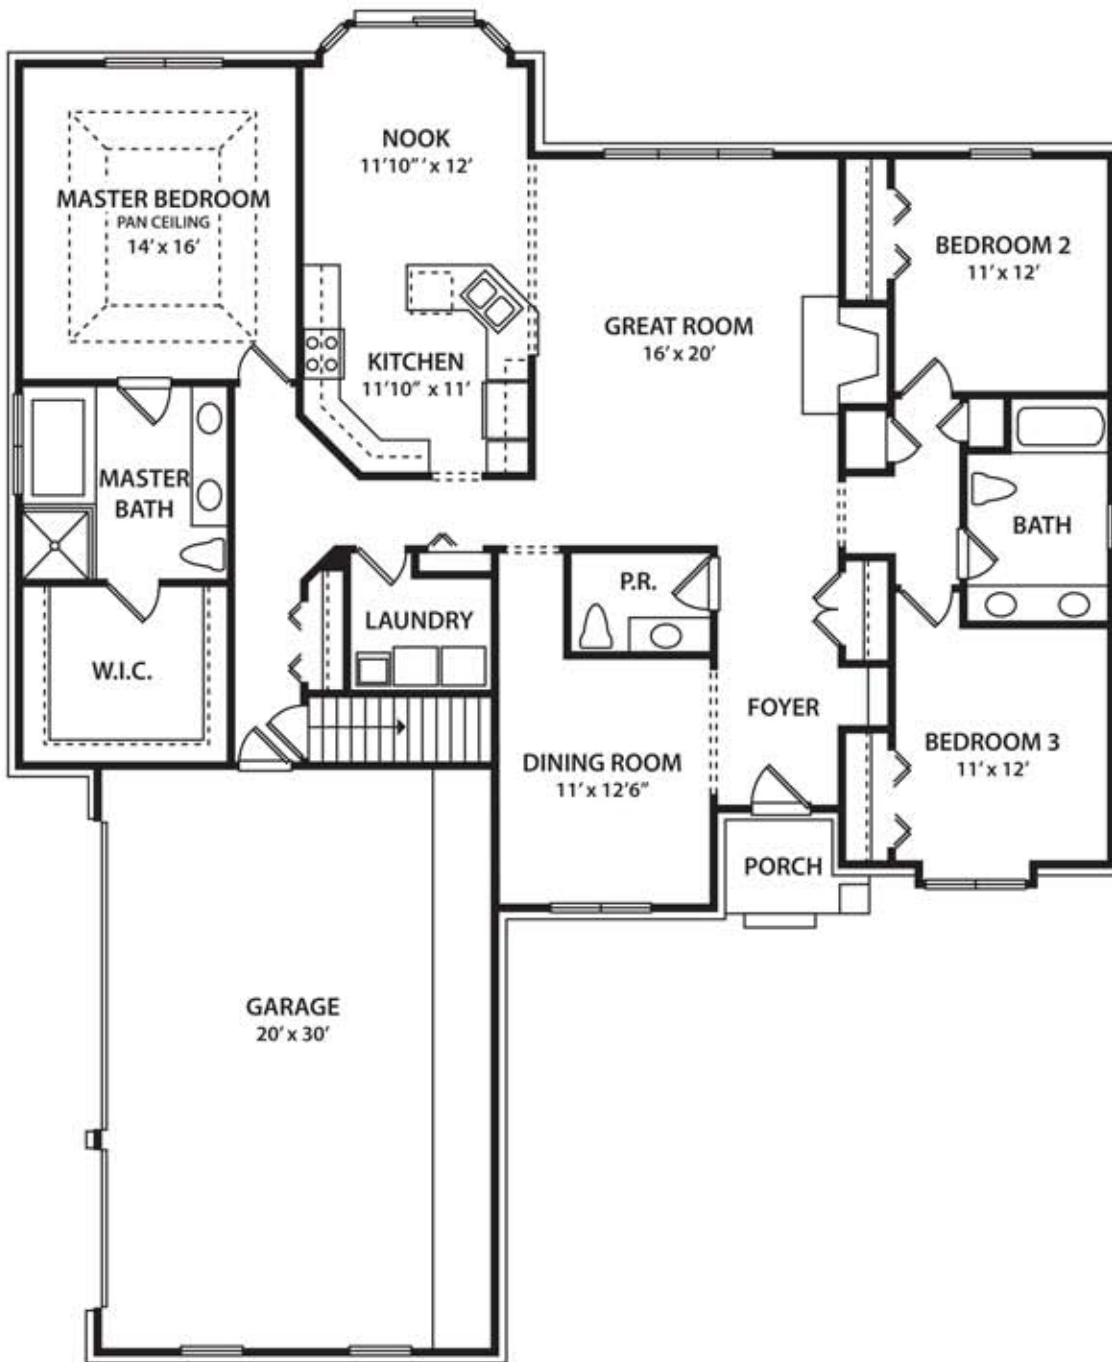 NOOK
11'10"' x 12'
MASTER BEDROOM
PAN CEILING
14' x 16'
BEDROOM 2
11' x 12'
GREAT ROOM
16' x 20'
KITCHEN
11'10" x 11'
MASTER
BATH
BATH
P.R.
LAUNDRY
W.I.C.
FOYER
DINING ROOM
11' x 12'6"
BEDROOM 3
11' x 12'
PORCH
GARAGE
20' x 30'